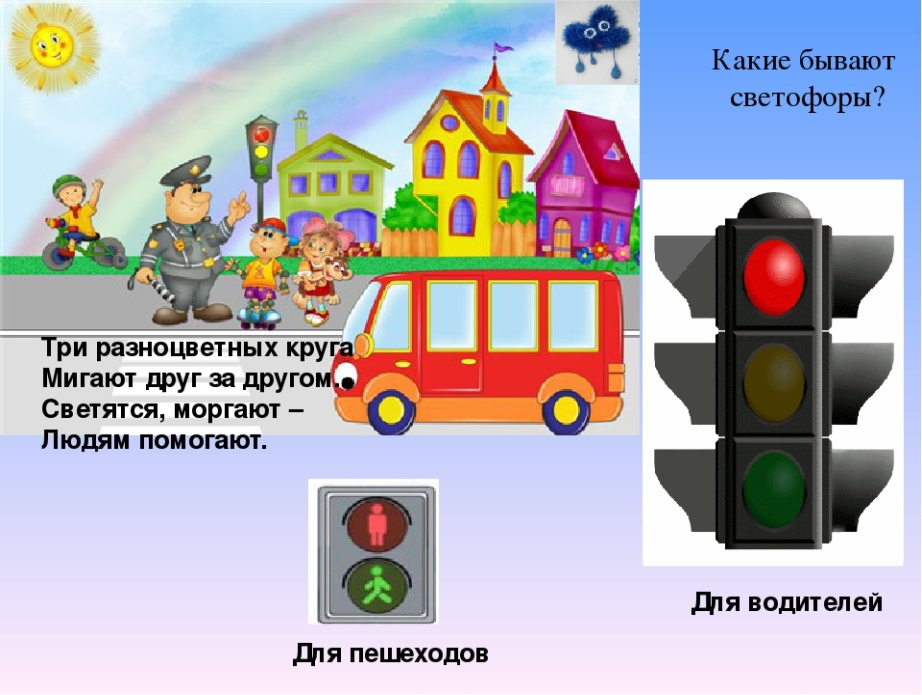 Какие бывают
светофоры?
Три разноцветных круга
Мигают друг за другом.
Светятся, моргают –
Людям помогают.
Для водителей
Для пешеходов